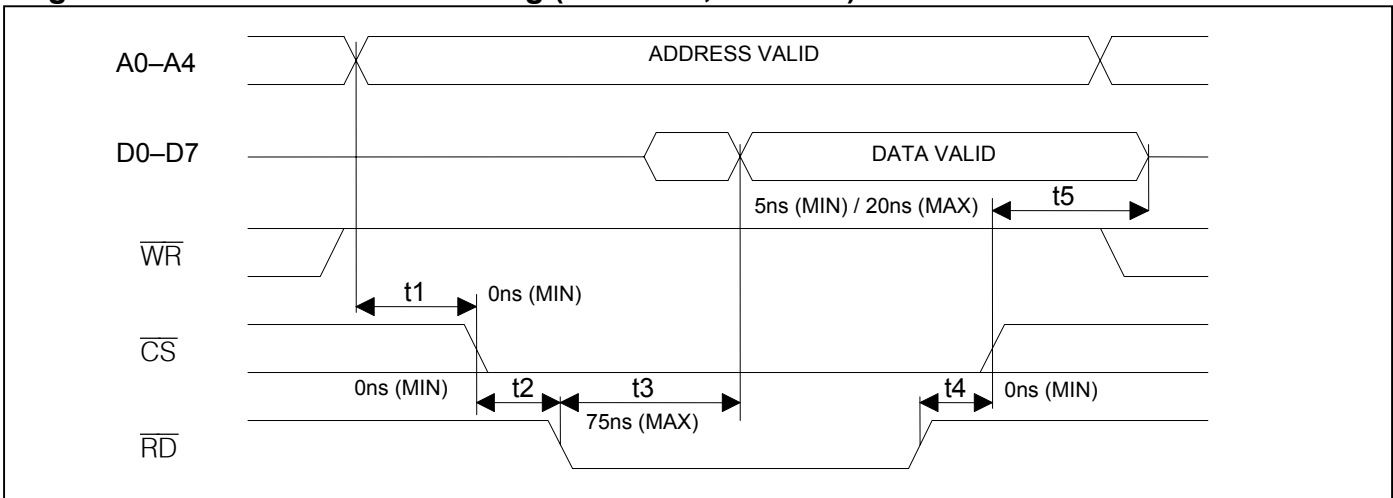 A0–A4
ADDRESS VALID
D0–D7
DATA VALID
5ns (MIN) / 20ns (MAX)
t5
WR
t1
0ns (MIN)
CS
0ns (MIN)
t2
t3
t4
0ns (MIN)
75ns (MAX)
RD